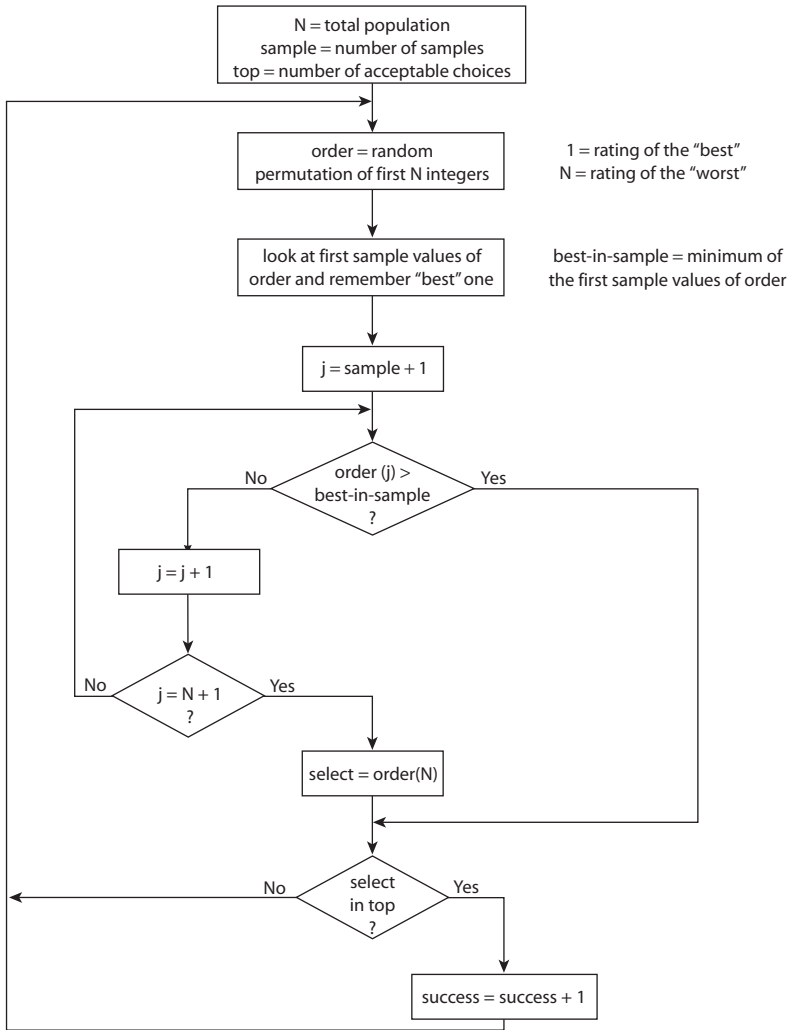 N = total population
sample = number of samples
top = number of acceptable choices
order = random
permutation of first N integers
1 = rating of the “best”
N = rating of the “worst”
look at first sample values of
order and remember “best” one
best-in-sample = minimum of
the first sample values of order
j = sample + 1
order (j) >
best-in-sample
?
No
Yes
j = j + 1
j = N + 1
?
No
Yes
select = order(N)
select
in top
?
No
Yes
success = success + 1